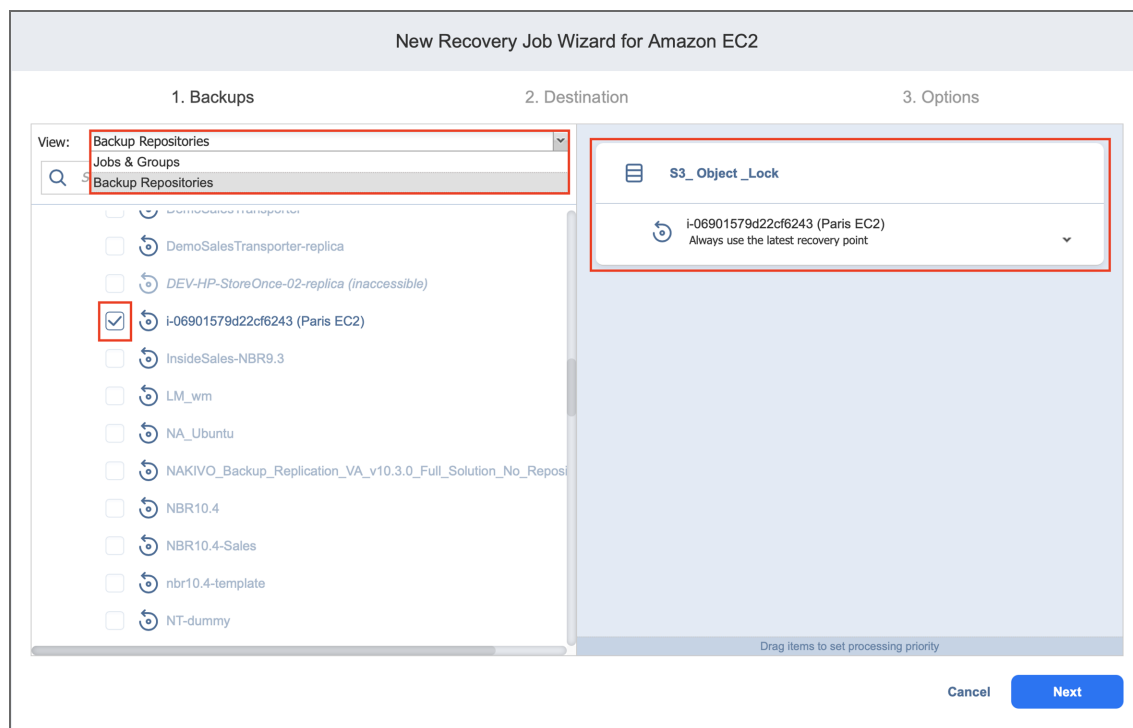 New Recovery Job Wizard for Amazon EC2
1. Backups
2. Destination
3. Options
View:
Backup Repositories
Jobs & Groups
Backup Repositories
DemoSalesTransporter
DemoSalesTransporter-replica
DEV-HP-StoreOnce-02-replica (inaccessible)
i-06901579d22cf6243 (Paris EC2)
InsideSales-NBR9.3
LM_wm
NA_Ubuntu
NAKIVO_Backup_Replication_VA_v10.3.0_Full_Solution_No_Reposi
NBR10.4
NBR10.4-Sales
nbr10.4-template
NT-dummy
S3_ Object _Lock
i-06901579d22cf6243 (Paris EC2)
Always use the latest recovery point
Drag items to set processing priority
Cancel
Next